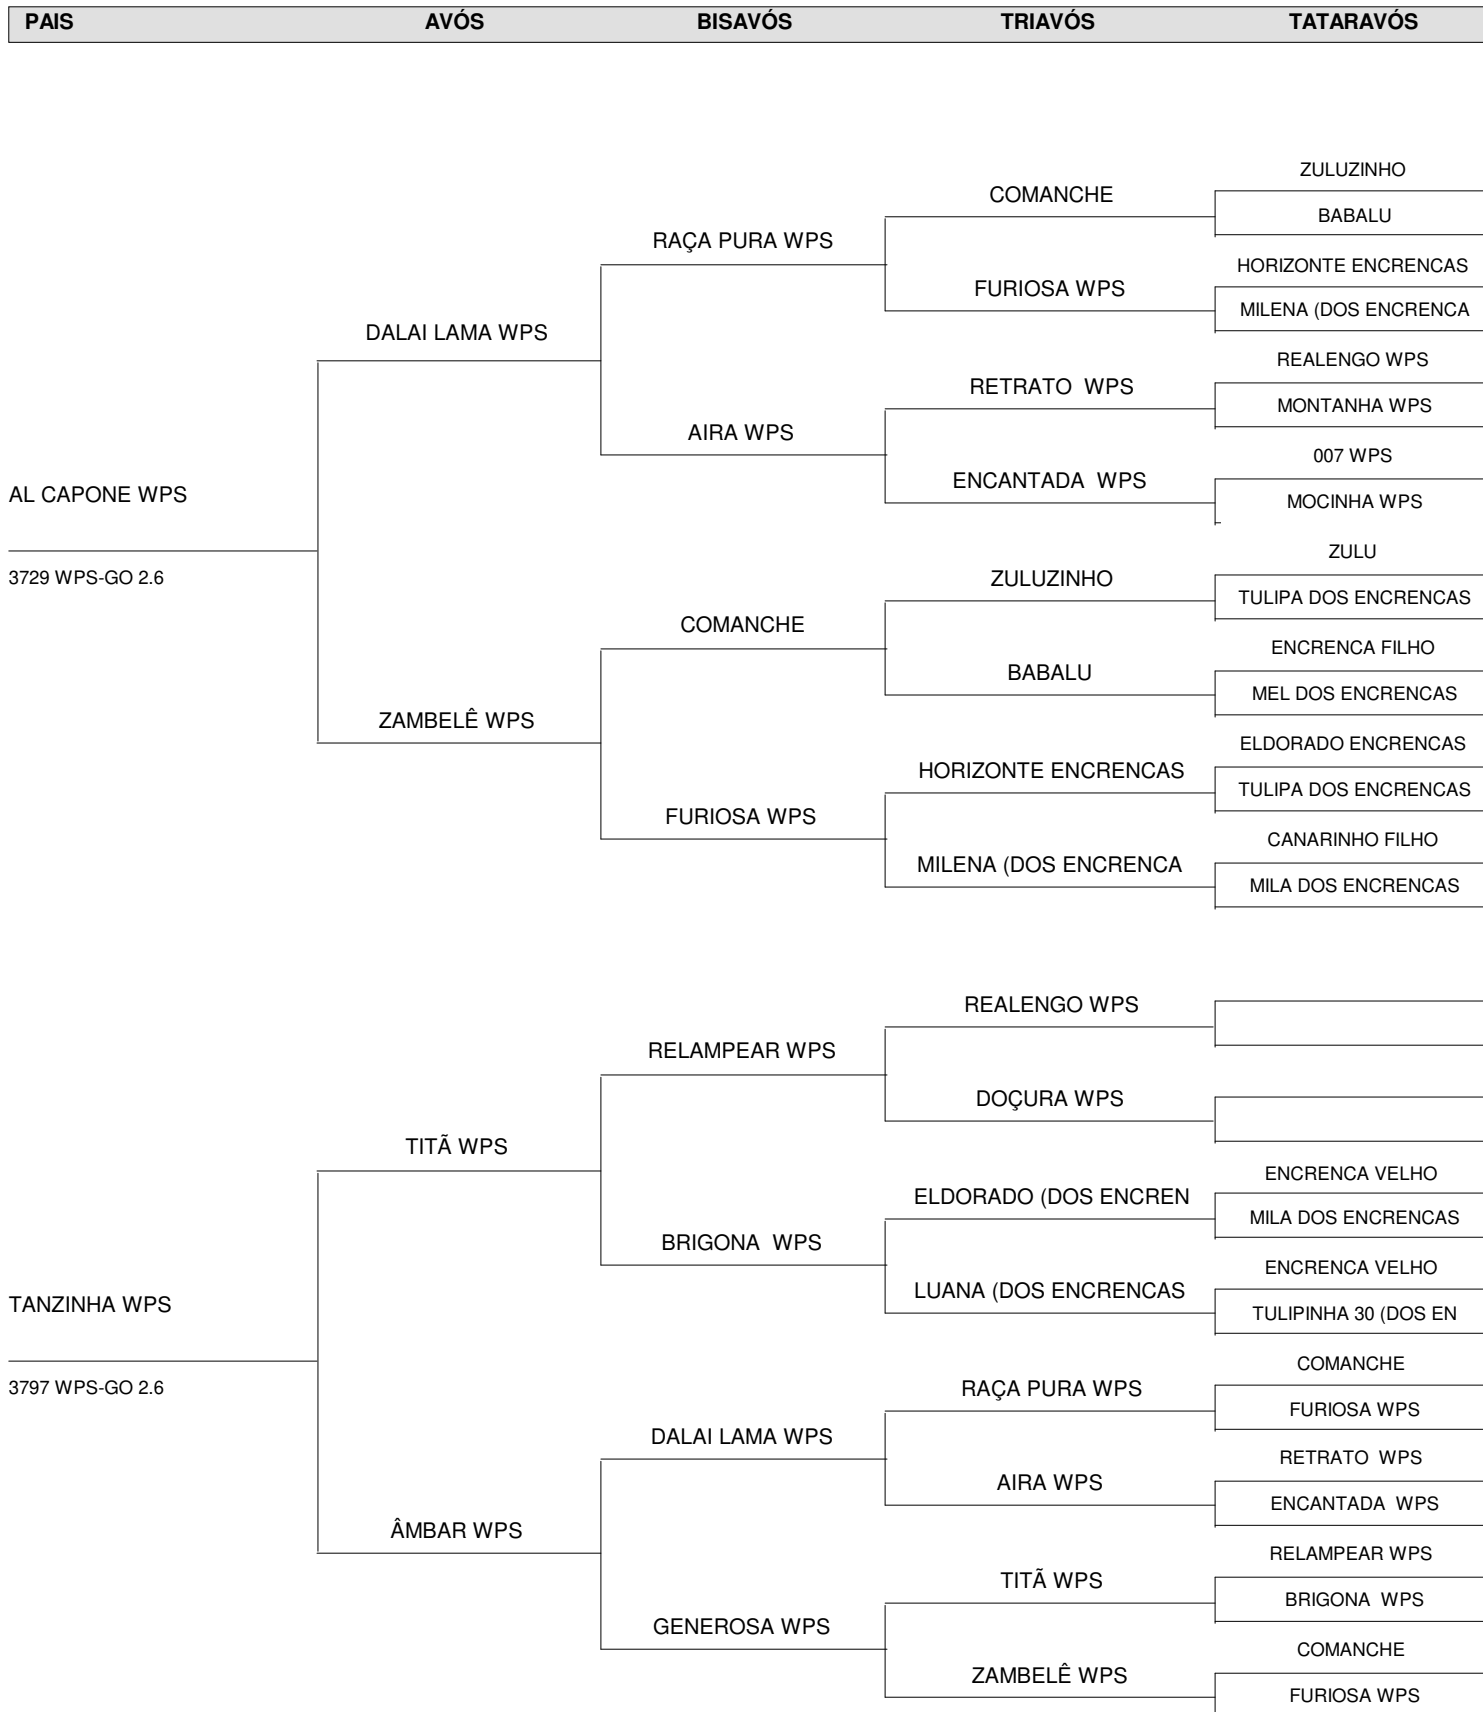 PAIS AVÓS BISAVÓS TRIAVÓS TATARAVÓS
ZULUZINHO
COMANCHE
BABALU
RAÇA PURA WPS
HORIZONTE ENCRENCAS
FURIOSA WPS
MILENA (DOS ENCRENCA
DALAI LAMA WPS
REALENGO WPS
RETRATO  WPS
MONTANHA WPS
AIRA WPS
007 WPS
ENCANTADA  WPS
MOCINHA WPS
AL CAPONE WPS
3729 WPS-GO 2.6
ZULU
ZULUZINHO
TULIPA DOS ENCRENCAS
COMANCHE
ENCRENCA FILHO
BABALU
MEL DOS ENCRENCAS
ZAMBELÊ WPS
ELDORADO ENCRENCAS
HORIZONTE ENCRENCAS
TULIPA DOS ENCRENCAS
FURIOSA WPS
CANARINHO FILHO
MILENA (DOS ENCRENCA
MILA DOS ENCRENCAS
REALENGO WPS
RELAMPEAR WPS
DOÇURA WPS
TITÃ WPS
ENCRENCA VELHO
ELDORADO (DOS ENCREN
MILA DOS ENCRENCAS
BRIGONA  WPS
ENCRENCA VELHO
LUANA (DOS ENCRENCAS
TULIPINHA 30 (DOS EN
TANZINHA WPS
3797 WPS-GO 2.6
COMANCHE
RAÇA PURA WPS
FURIOSA WPS
DALAI LAMA WPS
RETRATO  WPS
AIRA WPS
ENCANTADA  WPS
ÂMBAR WPS
RELAMPEAR WPS
TITÃ WPS
BRIGONA  WPS
GENEROSA WPS
COMANCHE
ZAMBELÊ WPS
FURIOSA WPS